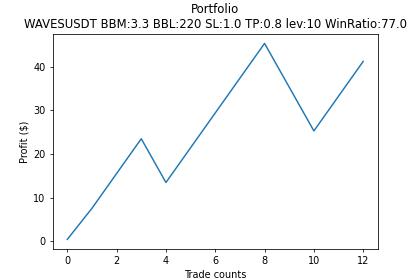 Portfolio
WAVESUSDT BBM:3.3 BBL:220 SL:1.0 TP:0.8 lev:10 WinRatio:77.0
40
30
20
10
0
Profit ($)
0 2 4 6 8 10 12
Trade counts